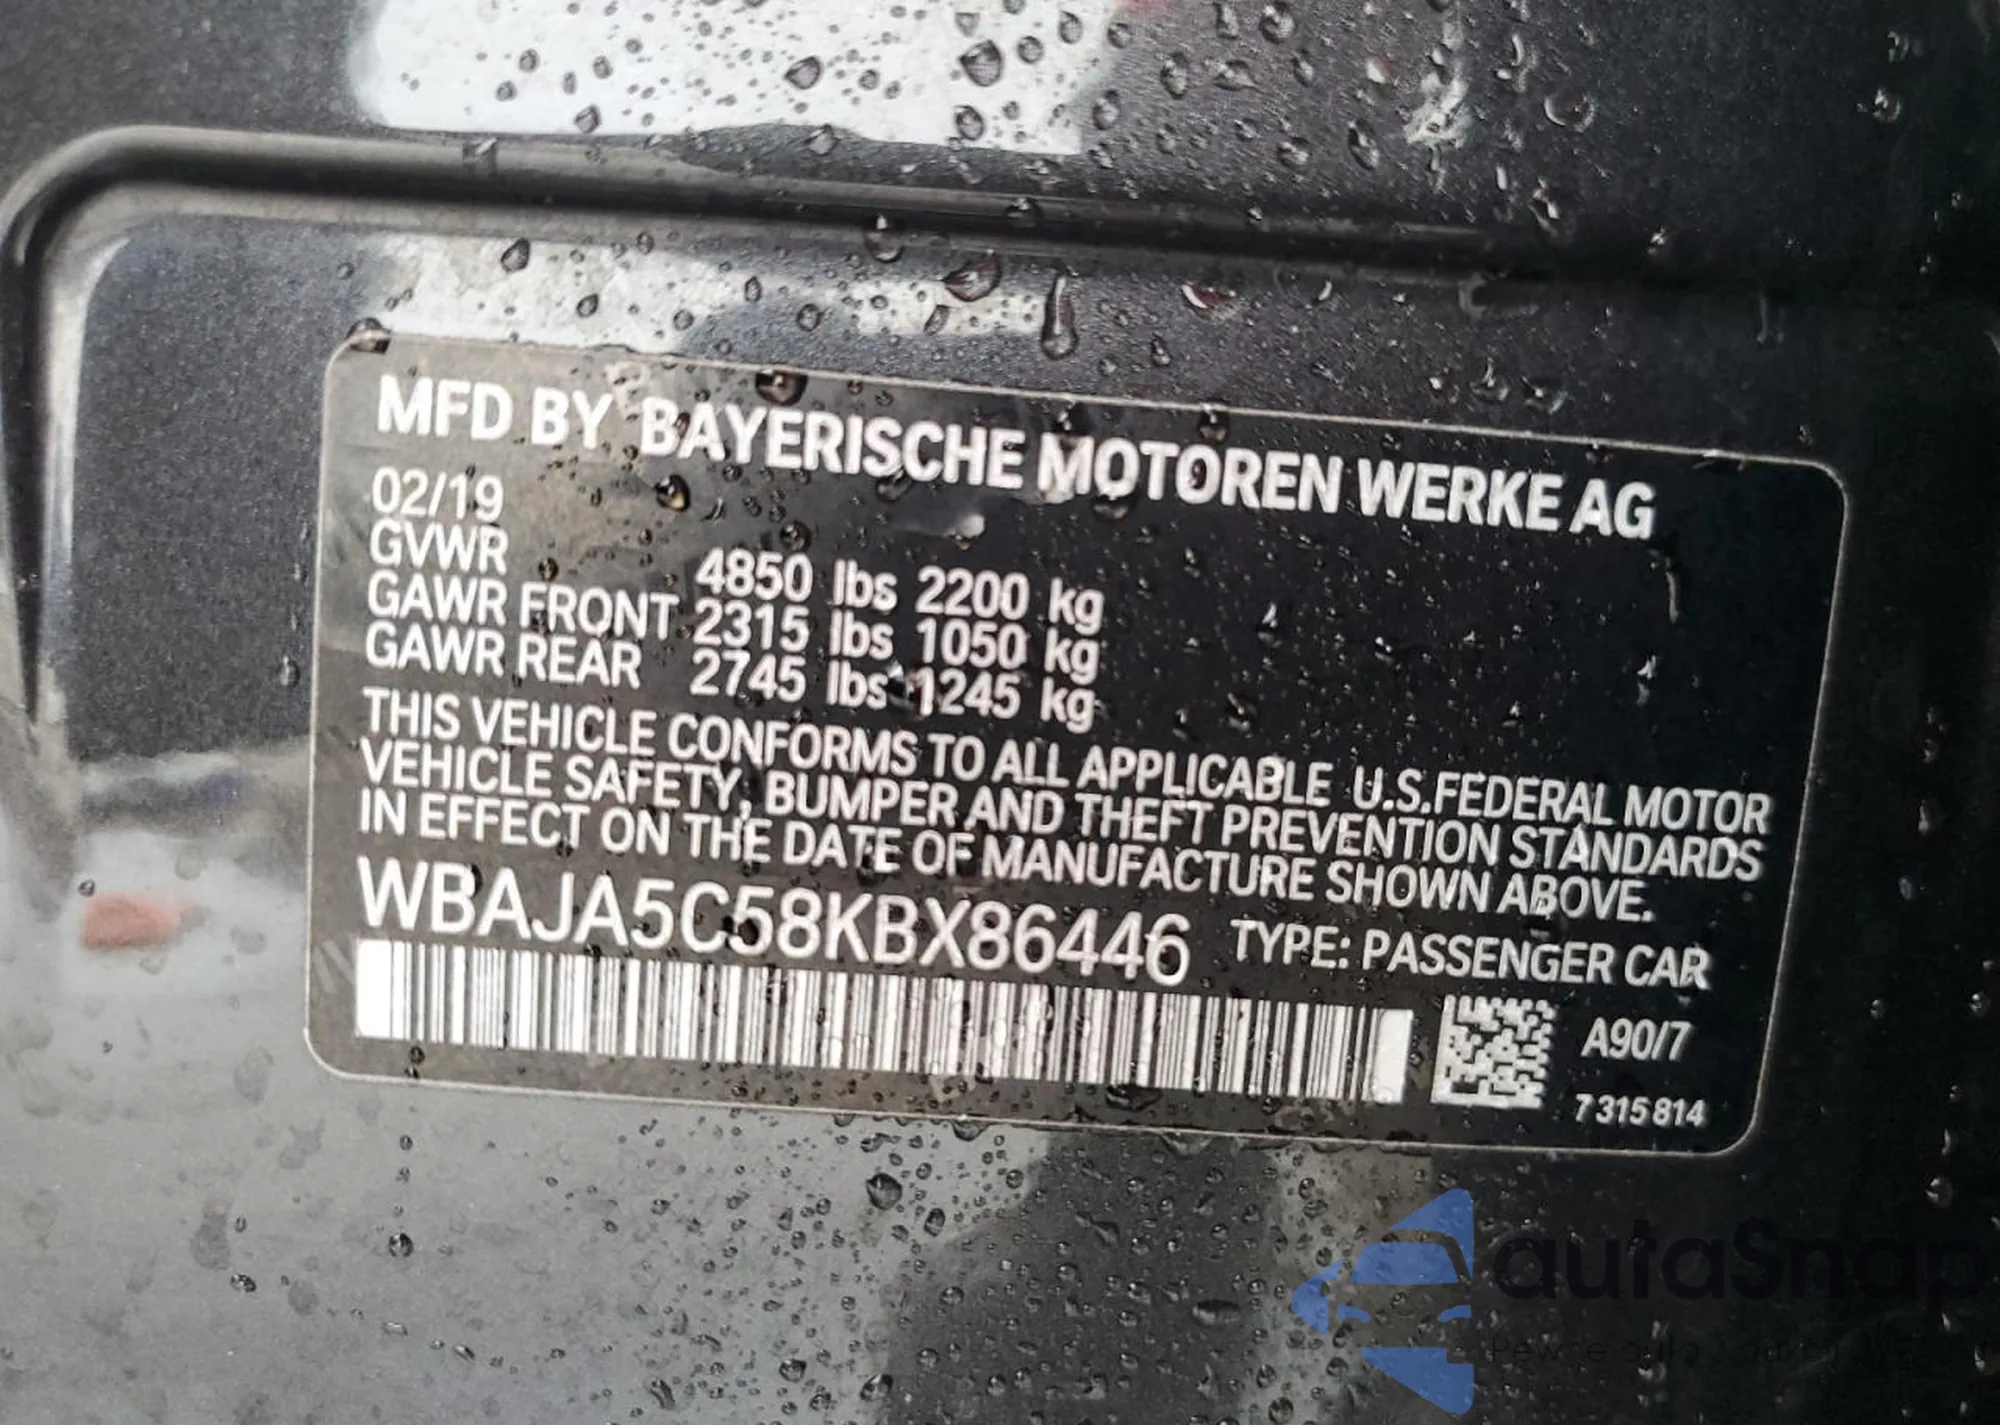 MFD BY BAYERISCHE MOTOREN WERKE AG
02/19
GVWR 4850 lbs 2200 kg
GAWR FRONT 2315 lbs 1050 kg
GAWR REAR 2745 lbs 1245 kg
THIS VEHICLE CONFORMS TO ALL APPLICABLE U.S.FEDERAL MOTOR
VEHICLE SAFETY, BUMPER AND THEFT PREVENTION STANDARDS
IN EFFECT ON THE DATE OF MANUFACTURE SHOWN ABOVE.
WBAJA5C58KBX86446 TYPE: PASSENGER CAR
A90/7
7 315 814
autaSnap
Pewne auta z